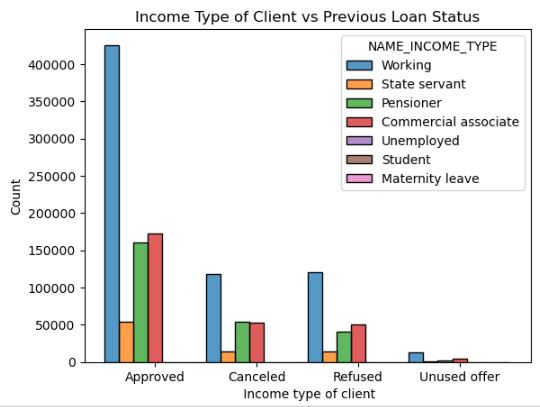 Income Type of Client vs Previous Loan Status
NAME_INCOME_TYPE
Working
State servant
Pensioner
Commercial associate
Unemployed
Student
Maternity leave
400000
350000
300000
250000
200000
150000
100000
50000
0
Count
Approved Canceled Refused Unused offer
Income type of client